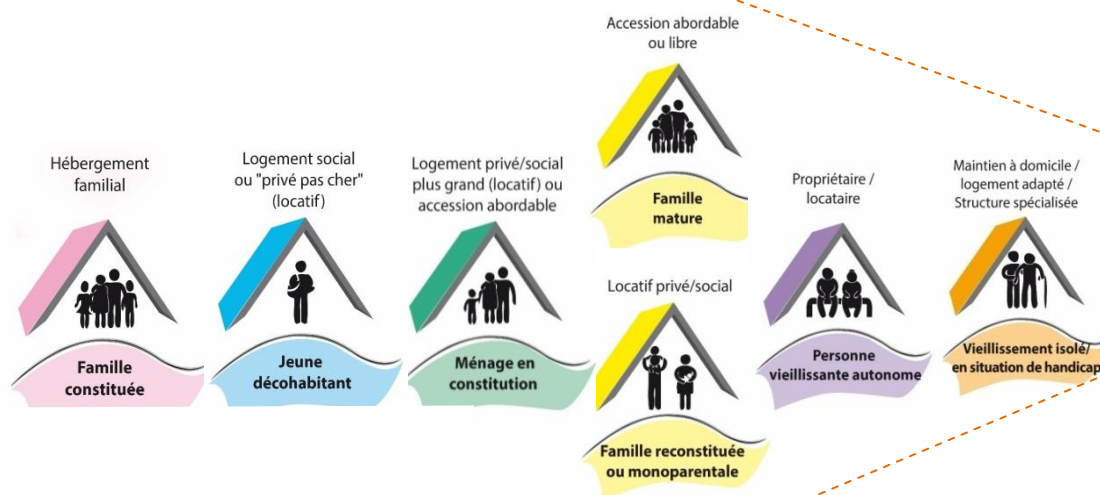 Hébergement
familial
Famille
constituée
Logement social
ou "privé pas cher"
(locatif)
Jeune
décohabitant
Logement privé/social
plus grand (locatif) ou
accession abordable
Ménage en
constitution
Accession abordable
ou libre
Famille
mature
Locatif privé/social
Famille reconstituée
ou monoparentale
Propriétaire /
locataire
Personne
vieillissante autonome
Maintien à domicile /
logement adapté /
Structure spécialisée
Vieillissement isolé/
en situation de handicap